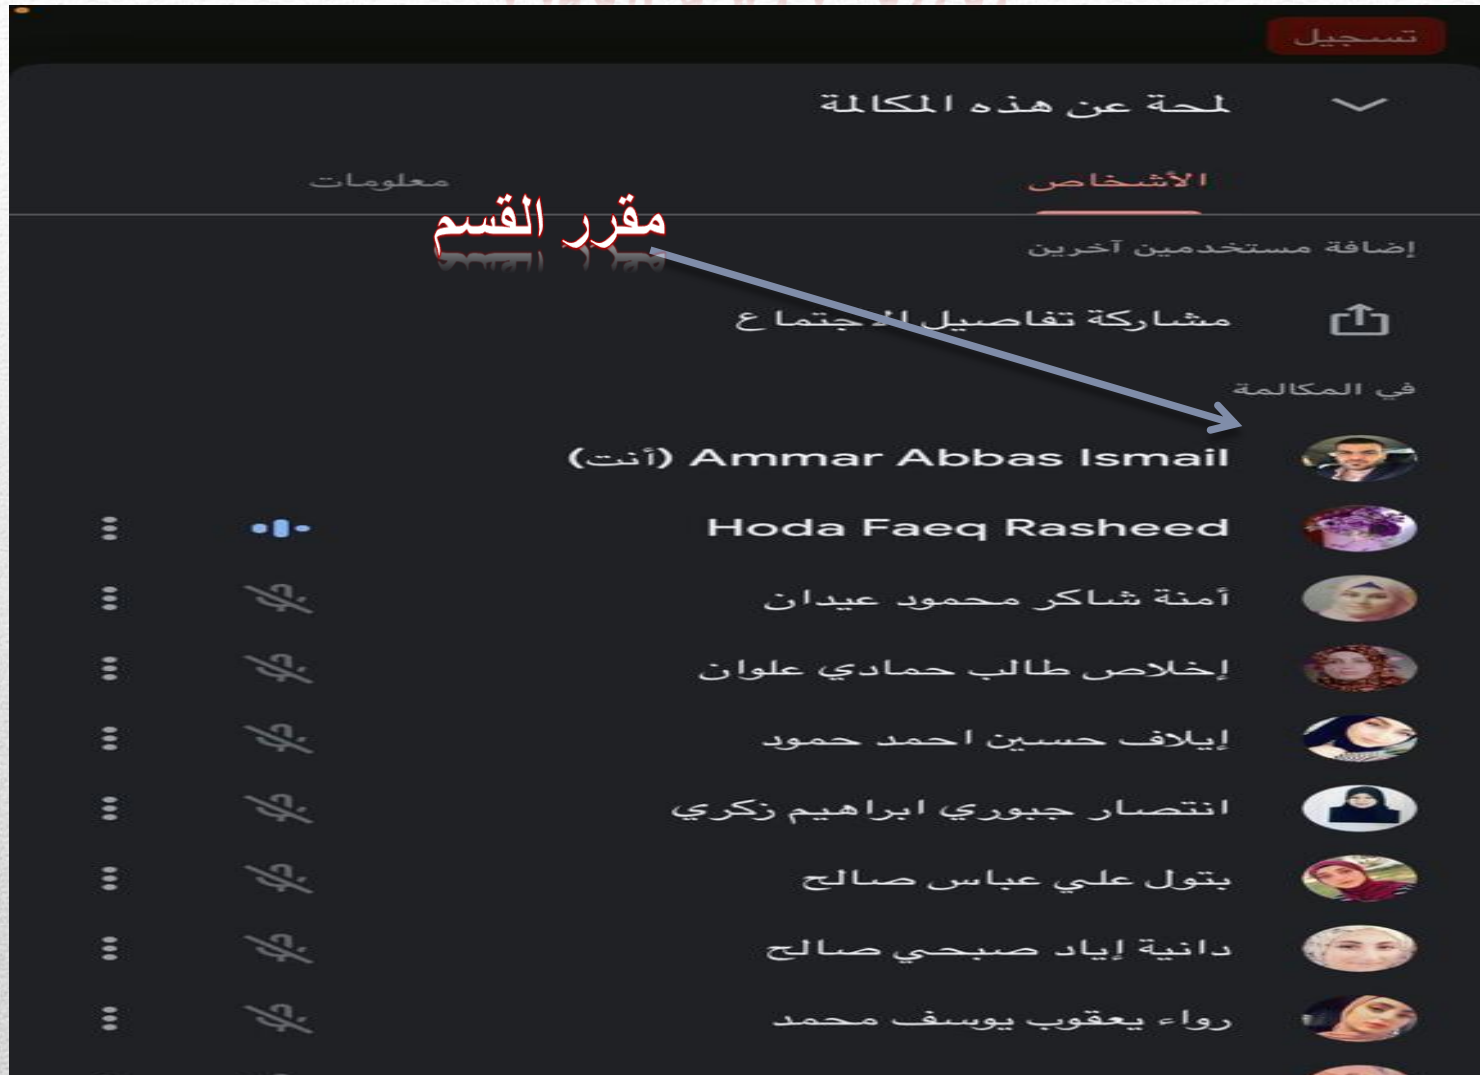 تسجيل
لمحة عن هذه المكالمة
الأشخاص
معلومات
مقرر القسم
إضافة مستخدمين آخرين
مشاركة تفاصيل الاجتماع
في المكالمة
Ammar Abbas Ismail (أنت)
Hoda Faeq Rasheed
أمنة شاكر محمود عيدان
إخلاص طالب حمادي علوان
إيلاف حسين احمد حمود
انتصار جبوري ابراهيم زكري
بتول علي عباس صالح
دانية إياد صبحي صالح
رواء يعقوب يوسف محمد